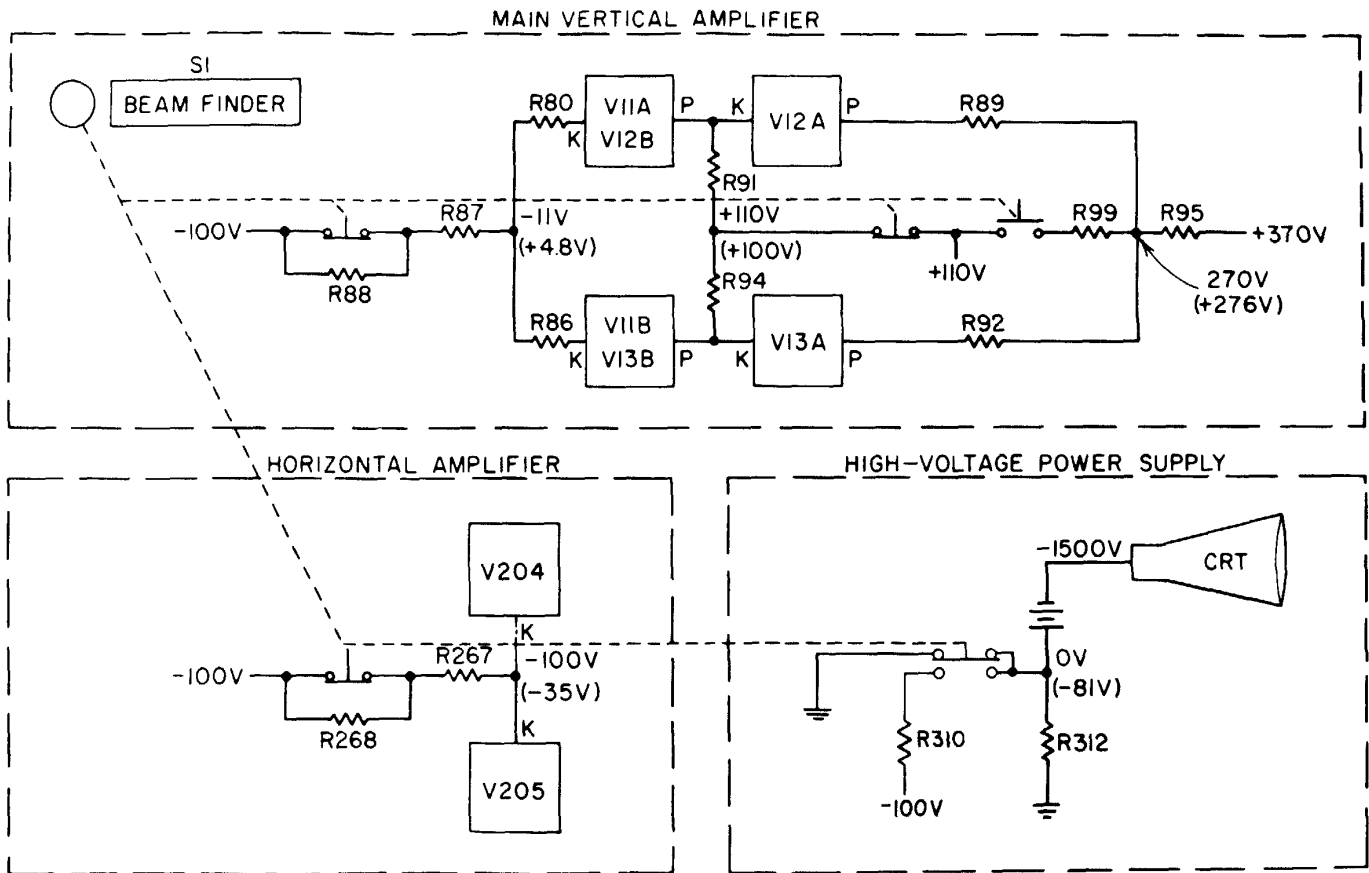 MAIN VERTICAL AMPLIFIER
S1
BEAM FINDER
R80
K
V11A
V12B
P
K
V12A
P
R89
R91
-100V
R88
R87
-11V
(+4.8V)
+110V
(+100V)
+110V
R99
R95
+370V
270V
(+276V)
R94
R86
K
V11B
V13B
P
K
V13A
P
R92
HORIZONTAL AMPLIFIER
V204
K
-100V
R267
-100V
(-35V)
R268
K
V205
HIGH-VOLTAGE POWER SUPPLY
-1500V
CRT
0V
(-81V)
R310
R312
-100V